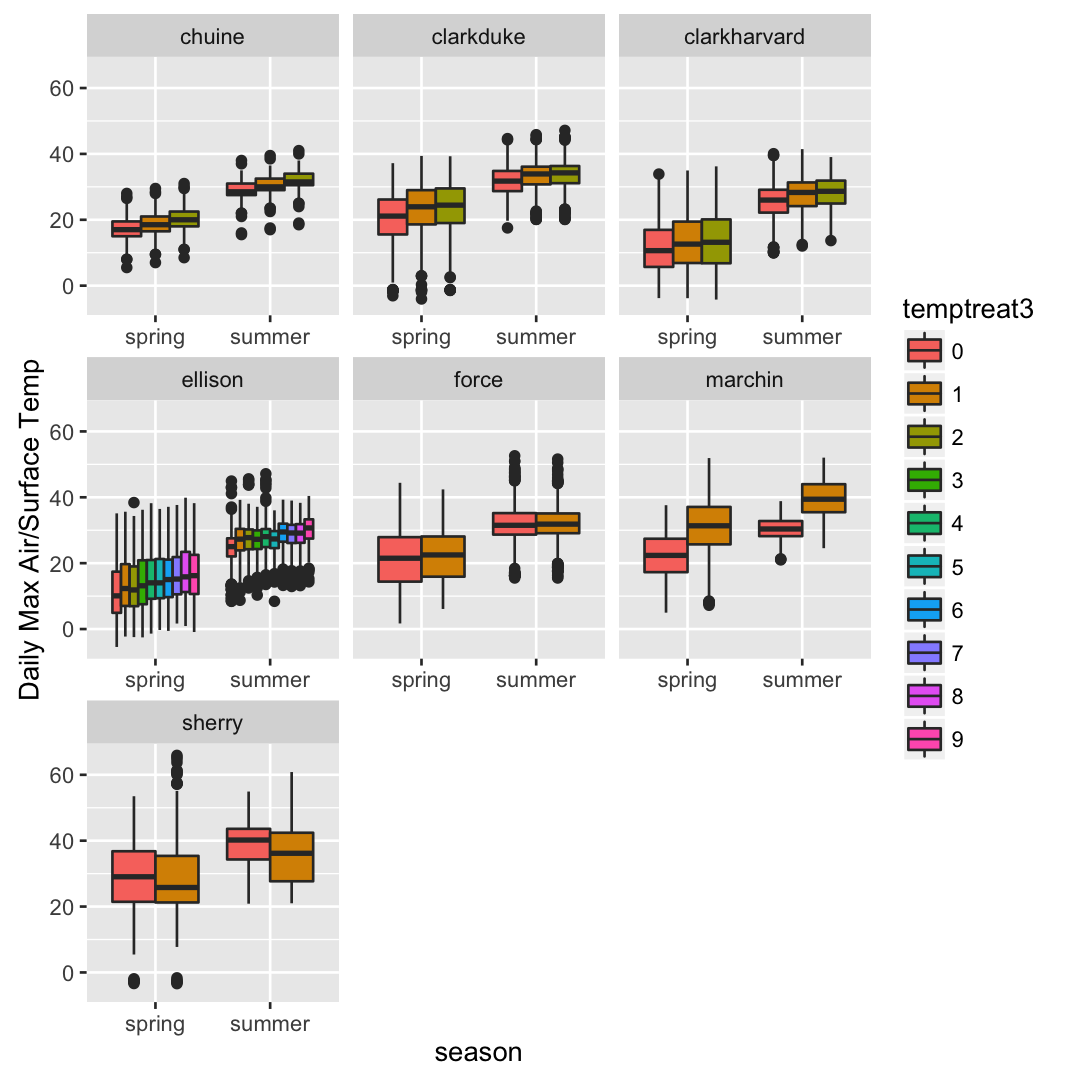 chuine
clarkduke
clarkharvard
60
40
20
0
spring
summer
spring
summer
spring
summer
ellison
force
marchin
60
40
20
0
spring
summer
spring
summer
spring
summer
sherry
60
40
20
0
spring
summer
Daily Max Air/Surface Temp
season
temptreat3
0
1
2
3
4
5
6
7
8
9